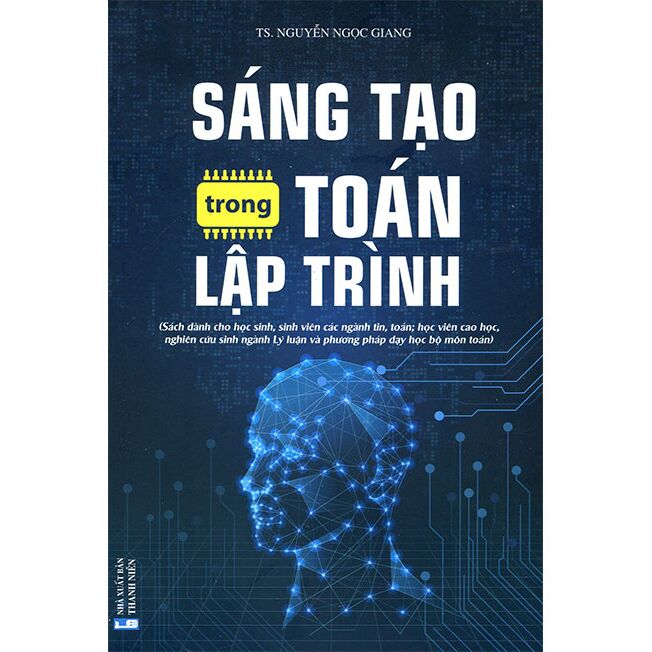 TS. NGUYỄN NGỌC GIANG
SÁNG TẠO
trong TOÁN
LẬP TRÌNH
(Sách dành cho học sinh, sinh viên các ngành tin, toán; học viên cao học,
nghiên cứu sinh ngành Lý luận và phương pháp dạy học bộ môn toán)
NHÀ XUẤT BẢN
THANH NIÊN
LB